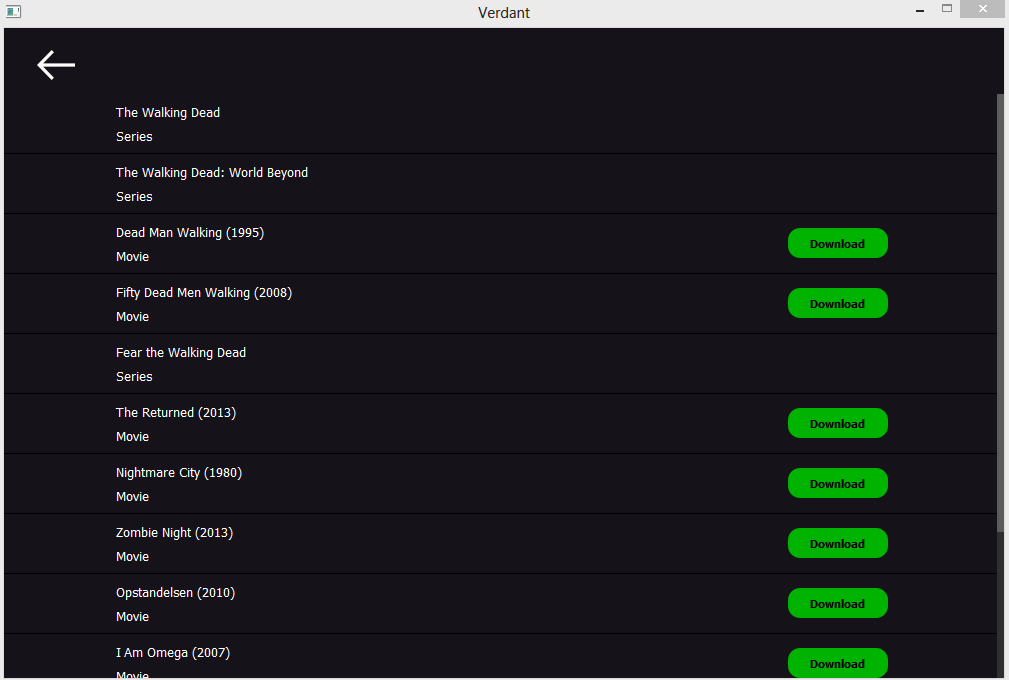 Verdant
The Walking Dead
Series
The Walking Dead: World Beyond
Series
Dead Man Walking (1995)
Movie
Download
Fifty Dead Men Walking (2008)
Movie
Download
Fear the Walking Dead
Series
The Returned (2013)
Movie
Download
Nightmare City (1980)
Movie
Download
Zombie Night (2013)
Movie
Download
Opstandelsen (2010)
Movie
Download
I Am Omega (2007)
Movie
Download